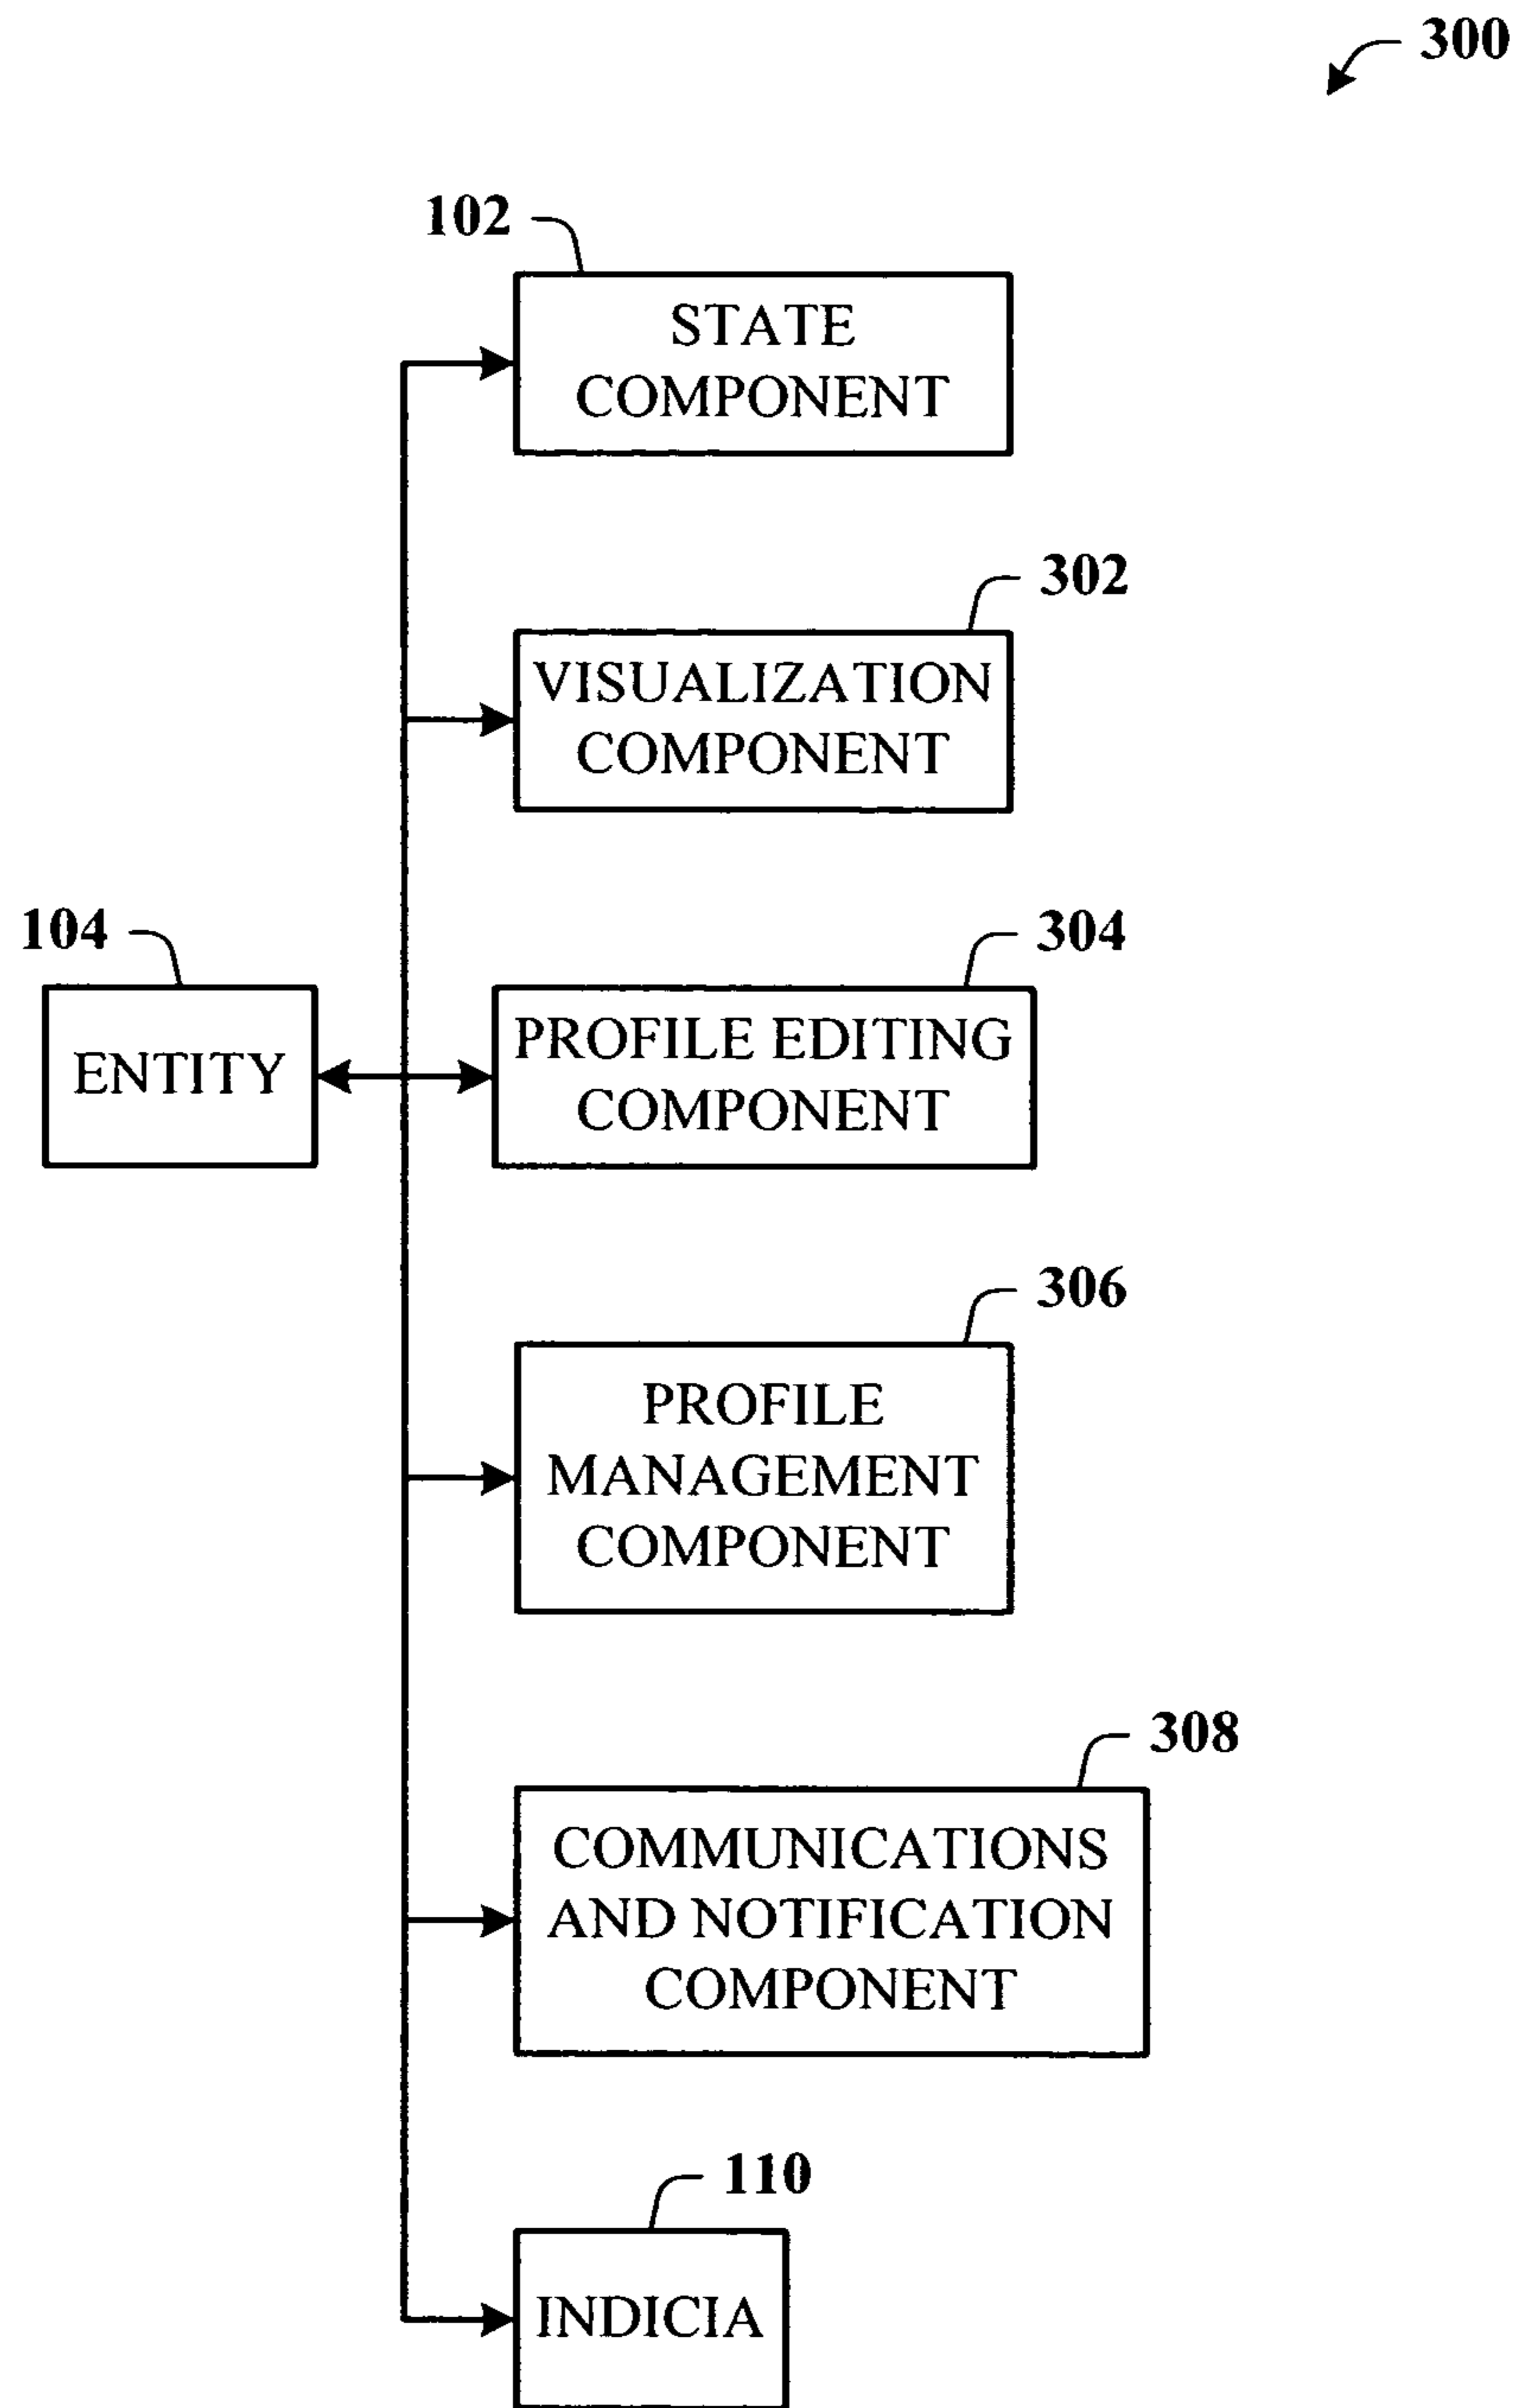 300
102
STATE
COMPONENT
302
VISUALIZATION
COMPONENT
104
ENTITY
304
PROFILE EDITING
COMPONENT
306
PROFILE
MANAGEMENT
COMPONENT
308
COMMUNICATIONS
AND NOTIFICATION
COMPONENT
110
INDICIA